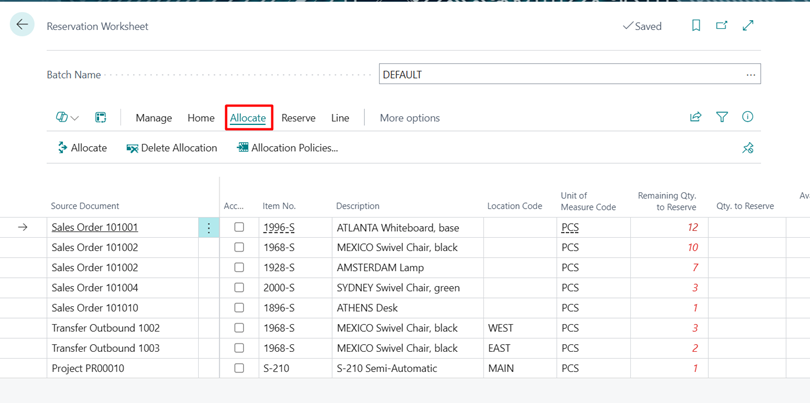 Reservation Worksheet
Saved
Batch Name
DEFAULT
Manage Home Allocate Reserve Line More options
Allocate Delete Allocation Allocation Policies...
Source Document Acc... Item No. Description Location Code Unit of Measure Code Remaining Qty. to Reserve Qty. to Reserve Av
Sales Order 101001 1996-S ATLANTA Whiteboard, base PCS 12
Sales Order 101002 1968-S MEXICO Swivel Chair, black PCS 10
Sales Order 101002 1928-S AMSTERDAM Lamp PCS 7
Sales Order 101004 2000-S SYDNEY Swivel Chair, green PCS 3
Sales Order 101010 1896-S ATHENS Desk PCS 1
Transfer Outbound 1002 1968-S MEXICO Swivel Chair, black WEST PCS 3
Transfer Outbound 1003 1968-S MEXICO Swivel Chair, black EAST PCS 2
Project PR00010 S-210 S-210 Semi-Automatic MAIN PCS 1